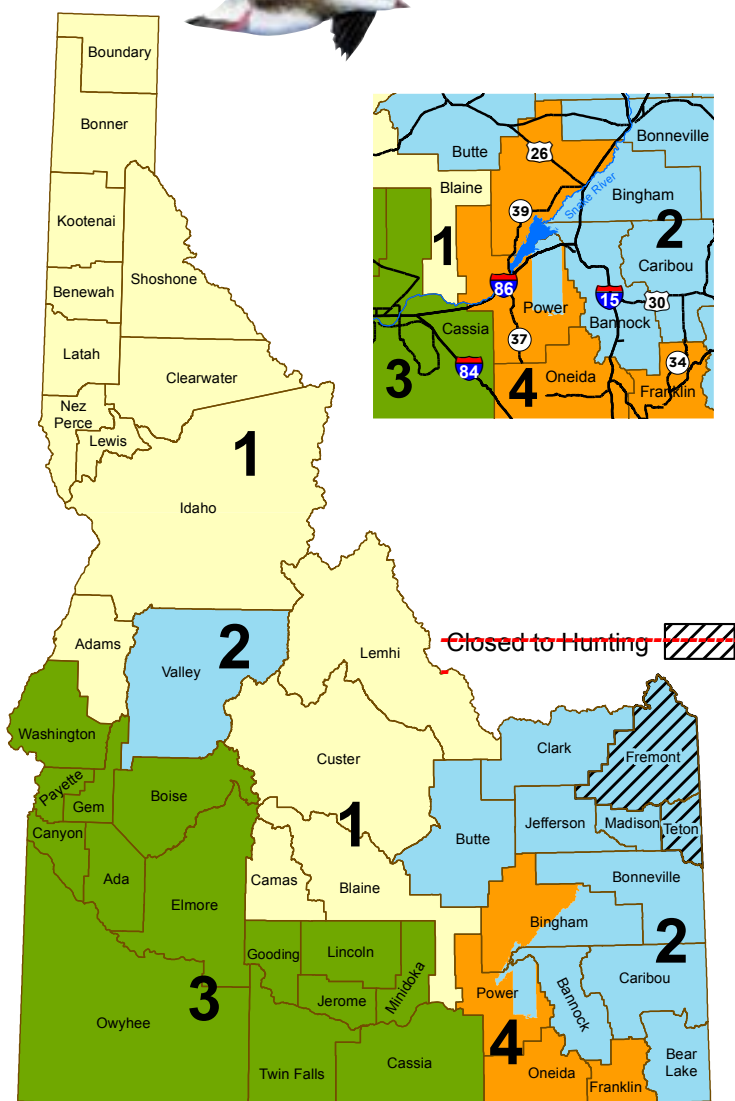 Boundary
Bonner
Kootenai
Shoshone
Benewah
Latah
Clearwater
Nez
Perce
Lewis
1
Idaho
Adams
2
Valley
Lemhi
Washington
Custer
Payette
Gem
Boise
Canyon
Ada
Elmore
1
Camas
Blaine
Gooding
Lincoln
Jerome
Minidoka
3
Owyhee
Twin Falls
Cassia
Closed to Hunting
Clark
Fremont
Butte
Jefferson
Madison
Teton
Bonneville
Bingham
2
Caribou
Power
Bannock
4
Oneida
Franklin
Bear
Lake
Butte
26
Bonneville
Blaine
Snake River
Bingham
39
1
2
Caribou
86
Power
15
30
Bannock
Cassia
37
34
84
3
4
Oneida
Franklin